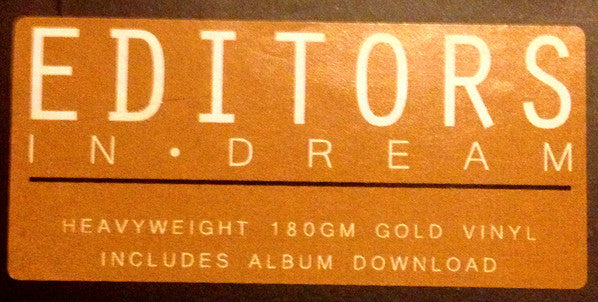 EDITORS
IN • DREAM
HEAVYWEIGHT 180GM GOLD VINYL
INCLUDES ALBUM DOWNLOAD